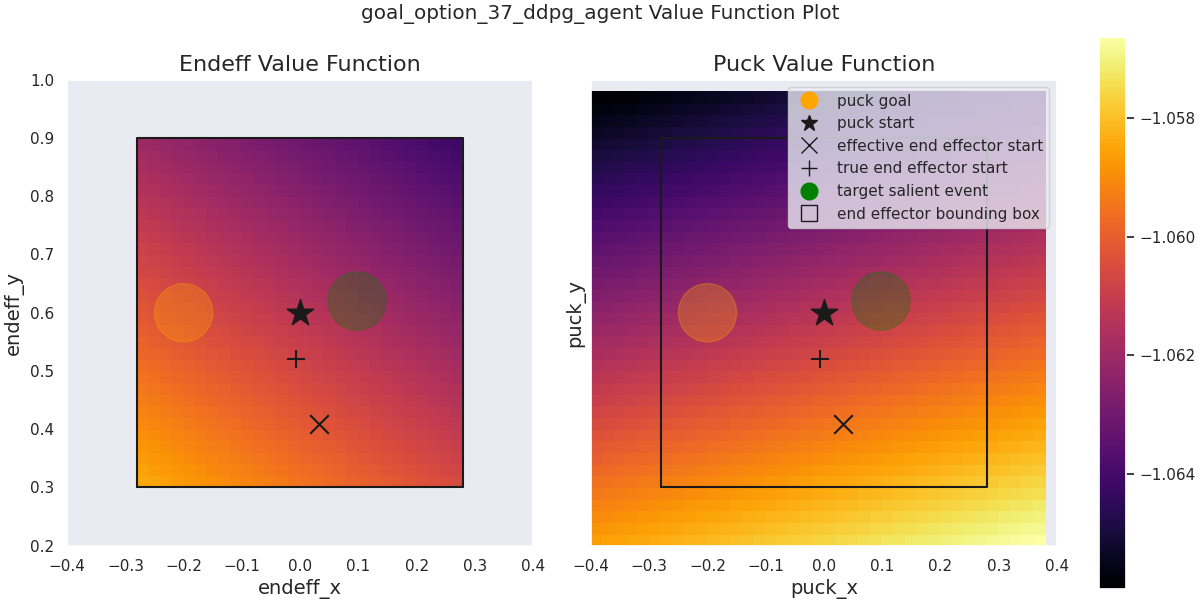 goal_option_37_ddpg_agent Value Function Plot
Endeff Value Function
1.0
0.9
0.8
0.7
0.6
0.5
0.4
0.3
0.2
endeff_y
−0.4 −0.3 −0.2 −0.1 0.0 0.1 0.2 0.3 0.4
endeff_x
Puck Value Function
puck goal
puck start
effective end effector start
true end effector start
target salient event
end effector bounding box
puck_y
−0.4 −0.3 −0.2 −0.1 0.0 0.1 0.2 0.3 0.4
puck_x
−1.058
−1.060
−1.062
−1.064